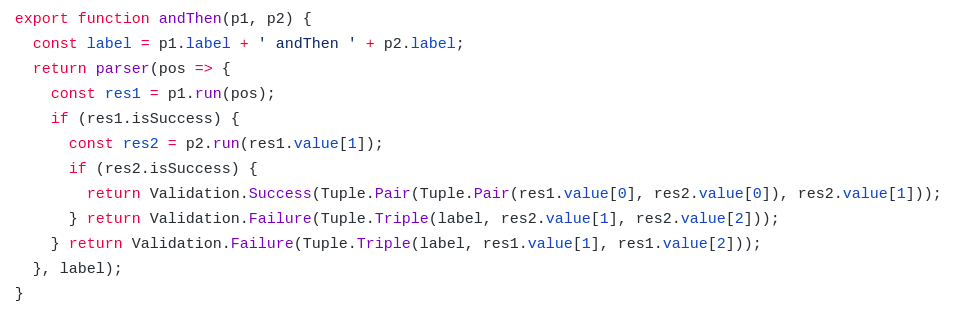 export function andThen(p1, p2) {
  const label = p1.label + ' andThen ' + p2.label;
  return parser(pos => {
    const res1 = p1.run(pos);
    if (res1.isSuccess) {
      const res2 = p2.run(res1.value[1]);
      if (res2.isSuccess) {
        return Validation.Success(Tuple.Pair(Tuple.Pair(res1.value[0], res2.value[0]), res2.value[1]));
      } return Validation.Failure(Tuple.Triple(label, res2.value[1], res2.value[2]));
    } return Validation.Failure(Tuple.Triple(label, res1.value[1], res1.value[2]));
  }, label);
}